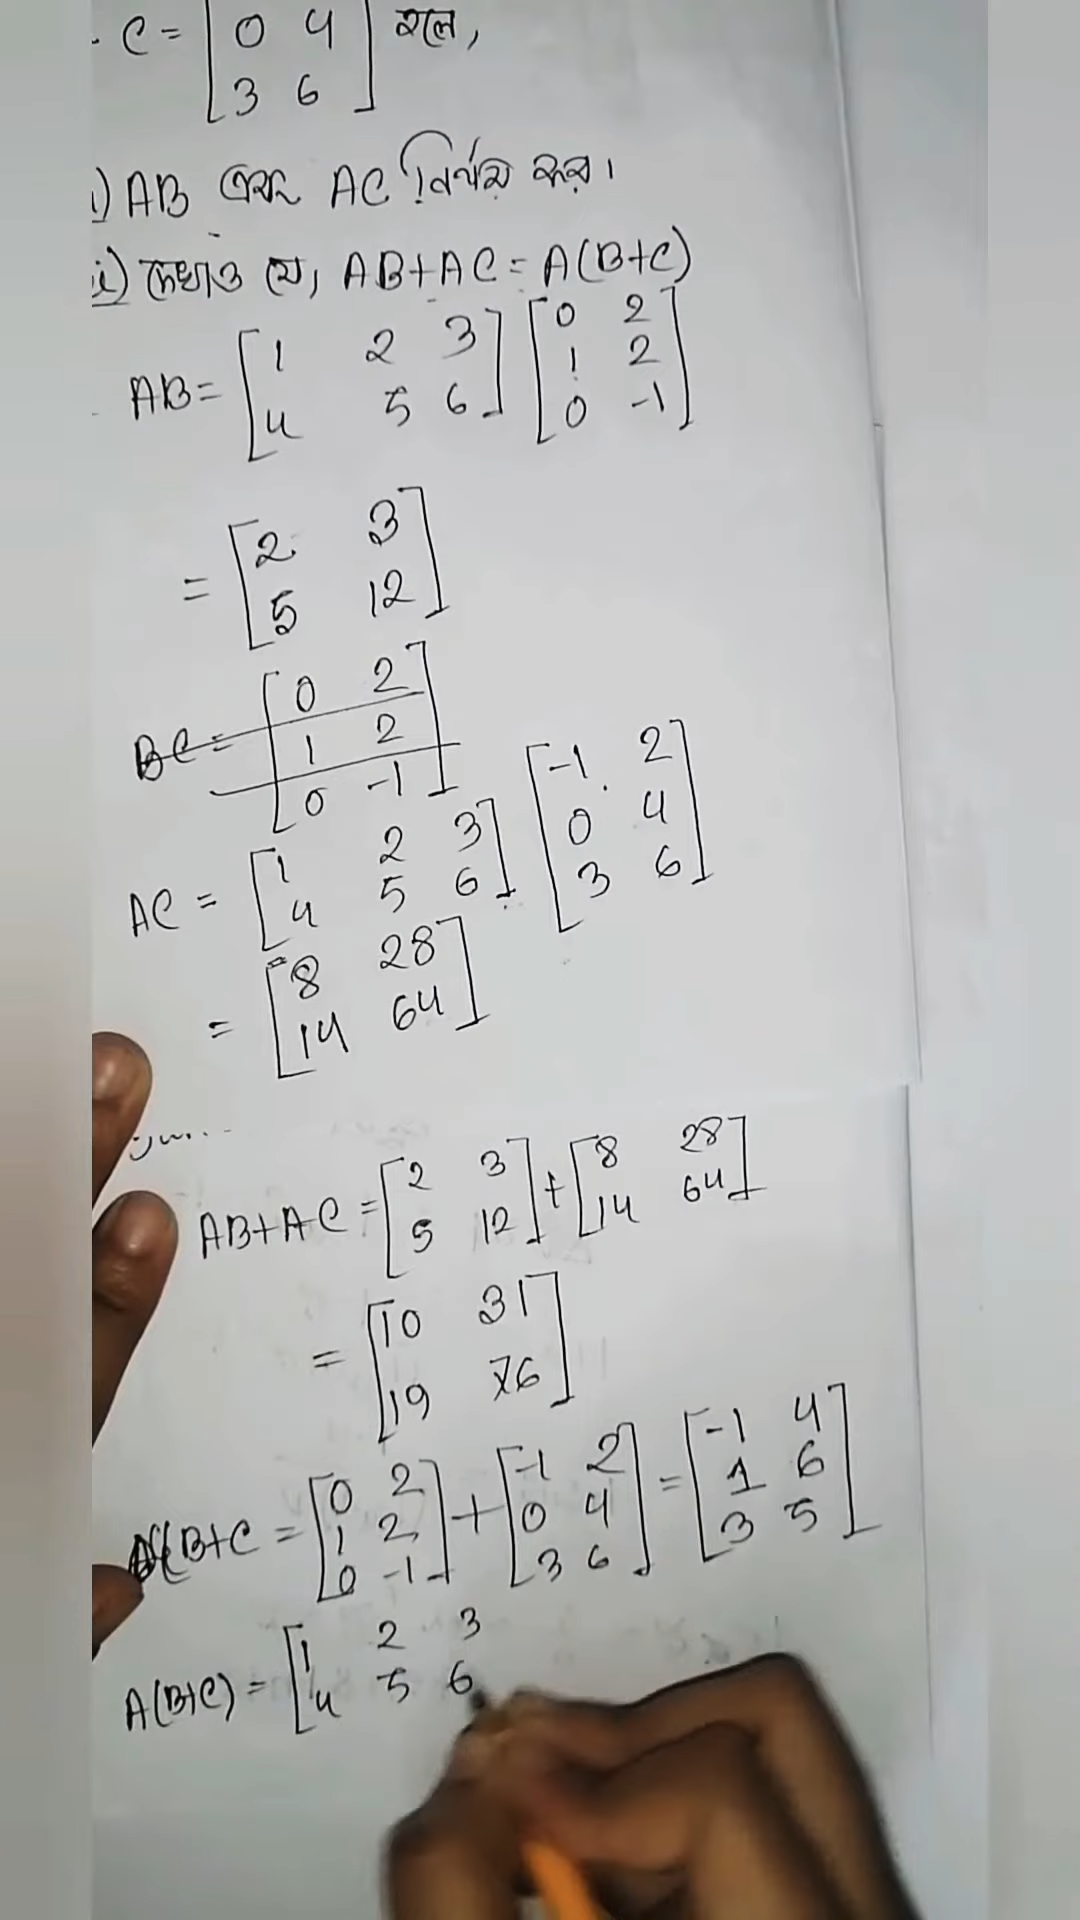 . C = [0 4
3 6] হলে,
i) AB এবং AC নির্ণয় কর।
ii) দেখাও যে, AB+AC = A(B+C)
AB = [1 2 3
4 5 6] [0 2
1 2
0 -1]
= [2 3
5 12]
BC = [0 2
1 2
0 -1]
AC = [1 2 3
4 5 6] [-1 2
0 4
3 6]
= [8 28
14 64]
AB+AC = [2 3
5 12] + [8 28
14 64]
= [10 31
19 76]
B+C = [0 2
1 2
0 -1] + [-1 2
0 4
3 6] = [-1 4
1 6
3 5]
A(B+C) = [1 2 3
4 5 6